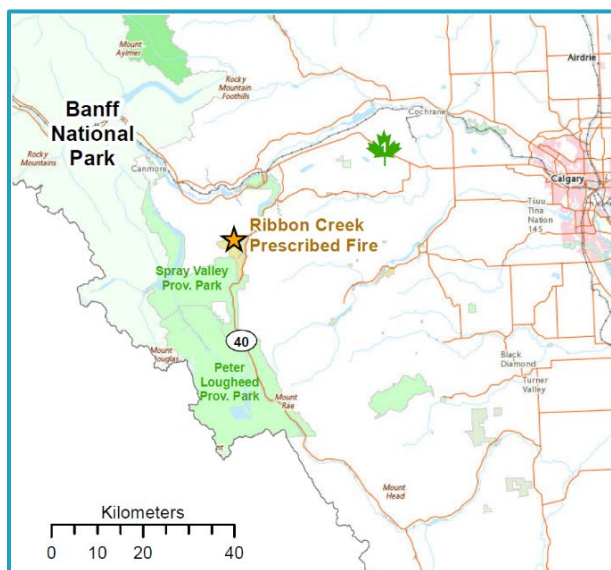 Mount
Aylmer
Airdrie
Rocky
Mountain
Foothills
Banff
National
Park
Cochrane
1
Rocky
Mountains
Canmore
Calgary
Tsuu
T'ina
Nation
145
Ribbon Creek
Prescribed Fire
Spray Valley
Prov. Park
40
Mount
Douglas
Black
Diamond
Peter
Lougheed
Prov. Park
Turner
Valley
Mount
Rae
Mount
Head
Kilometers
0 10 20 40